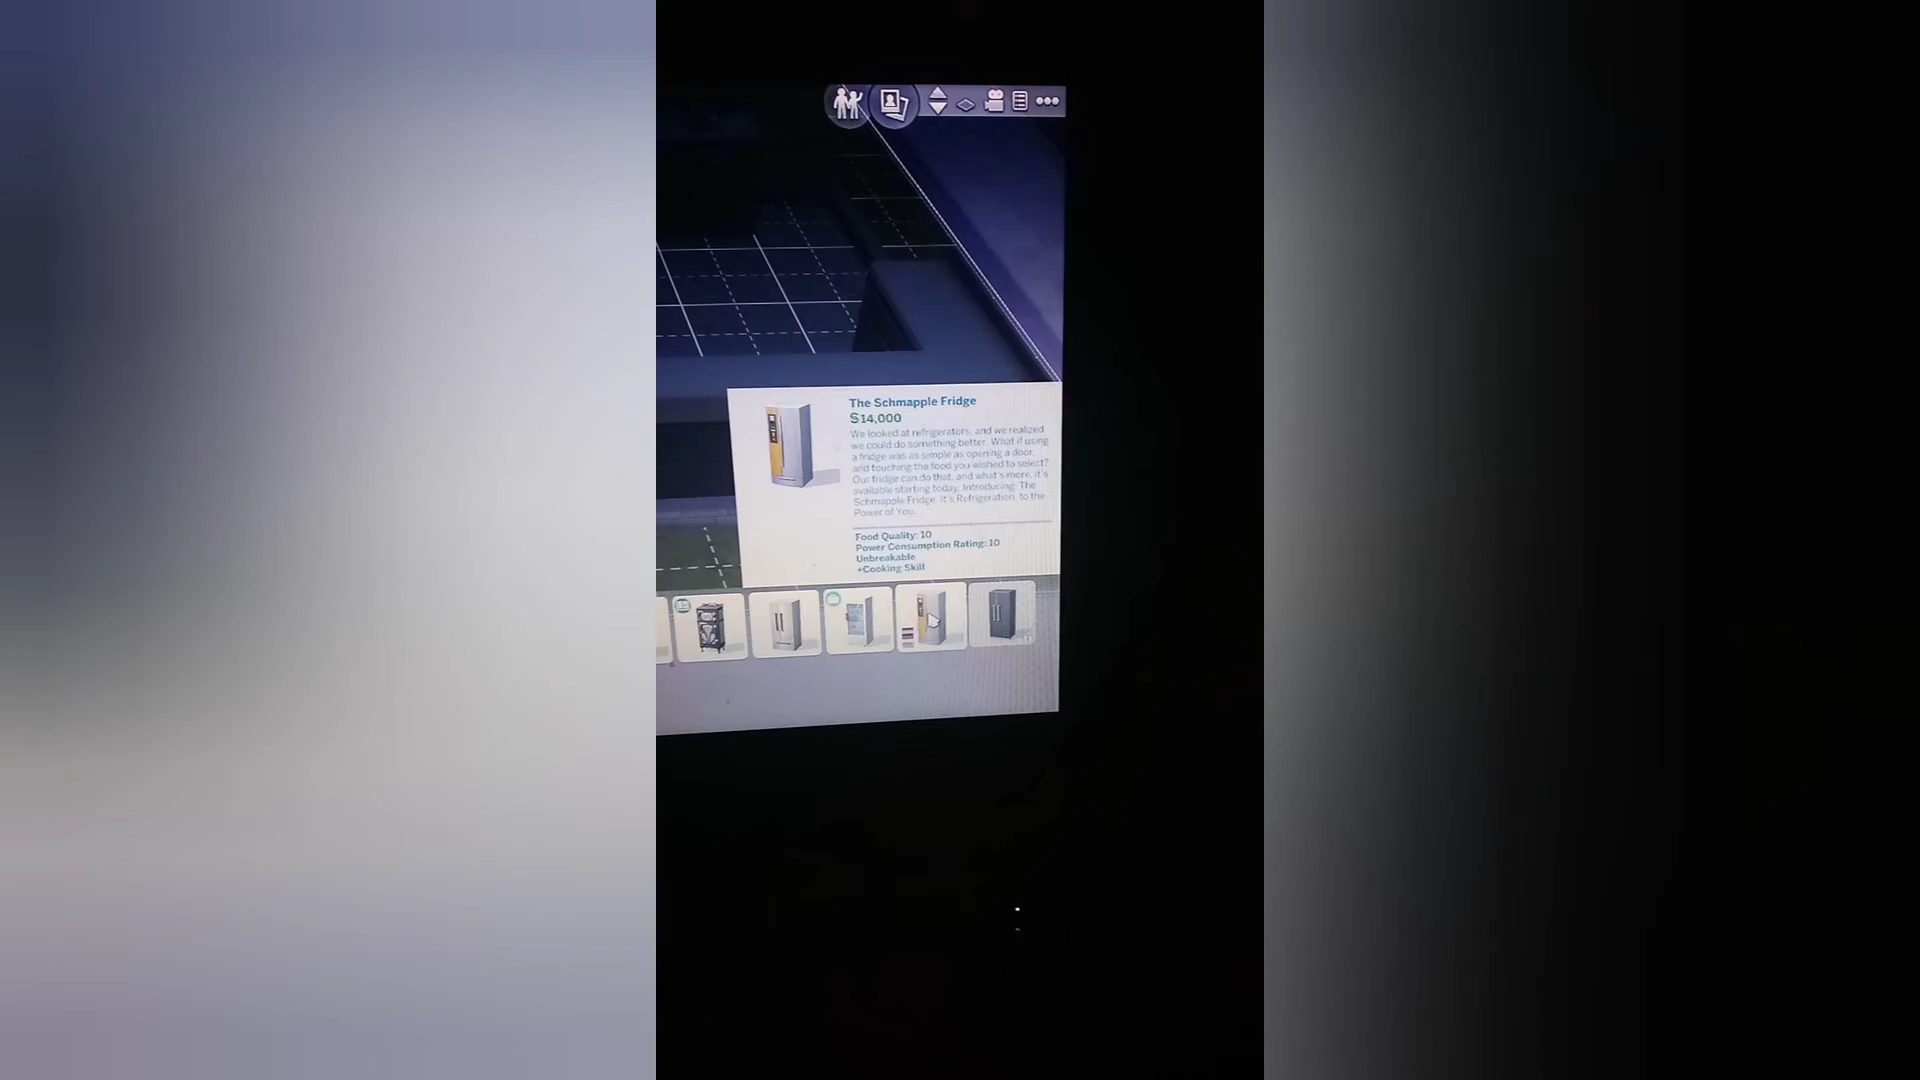 The Schmapple Fridge
§14,000
We looked at refrigerators, and we realized
we could do something better. What if using
a fridge was as simple as opening a door,
and touching the food you wished to select?
Our fridge can do that, and what's more, it's
available starting today. Introducing: The
Schmapple Fridge. It's Refrigeration, to the
Power of You.
Food Quality: 10
Power Consumption Rating: 10
Unbreakable
+Cooking Skill